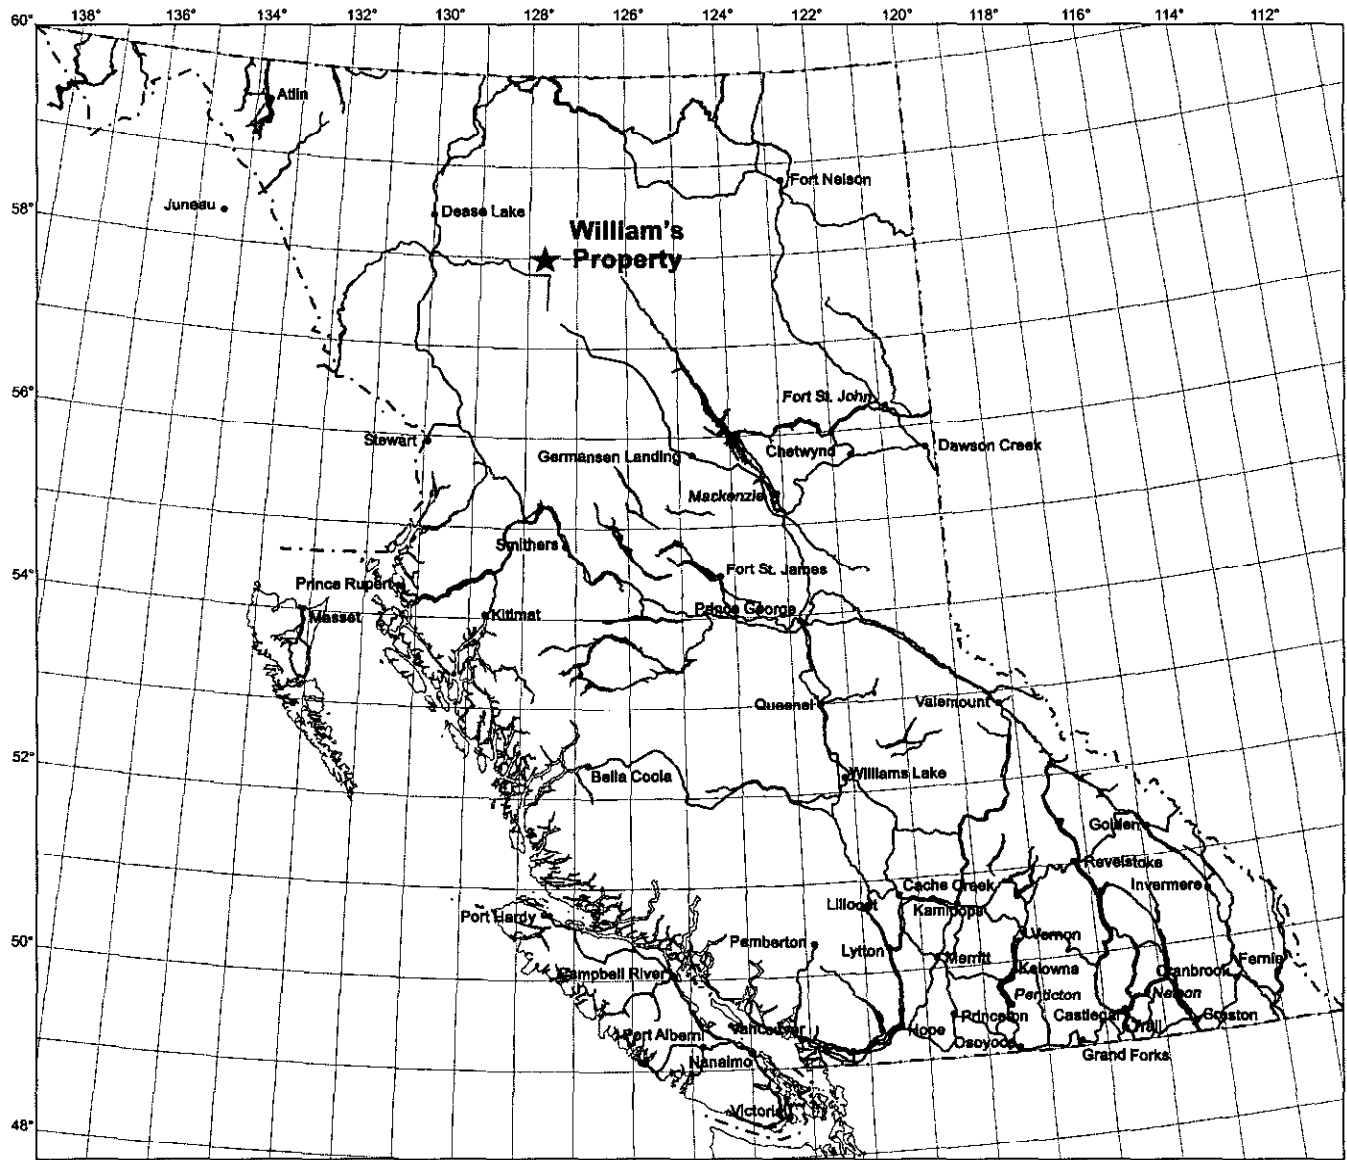 60°
138°
136°
134°
132°
130°
128°
126°
124°
122°
120°
118°
116°
114°
112°
Atlin
Fort Nelson
Juneau
58°
Dease Lake
William's
Property
56°
Fort St. John
Stewart
Germansen Landing
Chetwynd
Dawson Creek
Mackenzie
Smithers
54°
Prince Rupert
Fort St. James
Masset
Kitimat
Prince George
Quesnel
Valemount
52°
Bella Coola
Williams Lake
Golden
Revelstoke
Cache Creek
Invermere
Lillooet
Kamloops
Port Hardy
50°
Pemberton
Lytton
Vernon
Merritt
Fernie
Campbell River
Kelowna
Cranbrook
Penticton
Nelson
Princeton
Castlegar
Creston
Port Alberni
Vancouver
Hope
Trail
Osoyoos
Grand Forks
Nanaimo
Victoria
48°